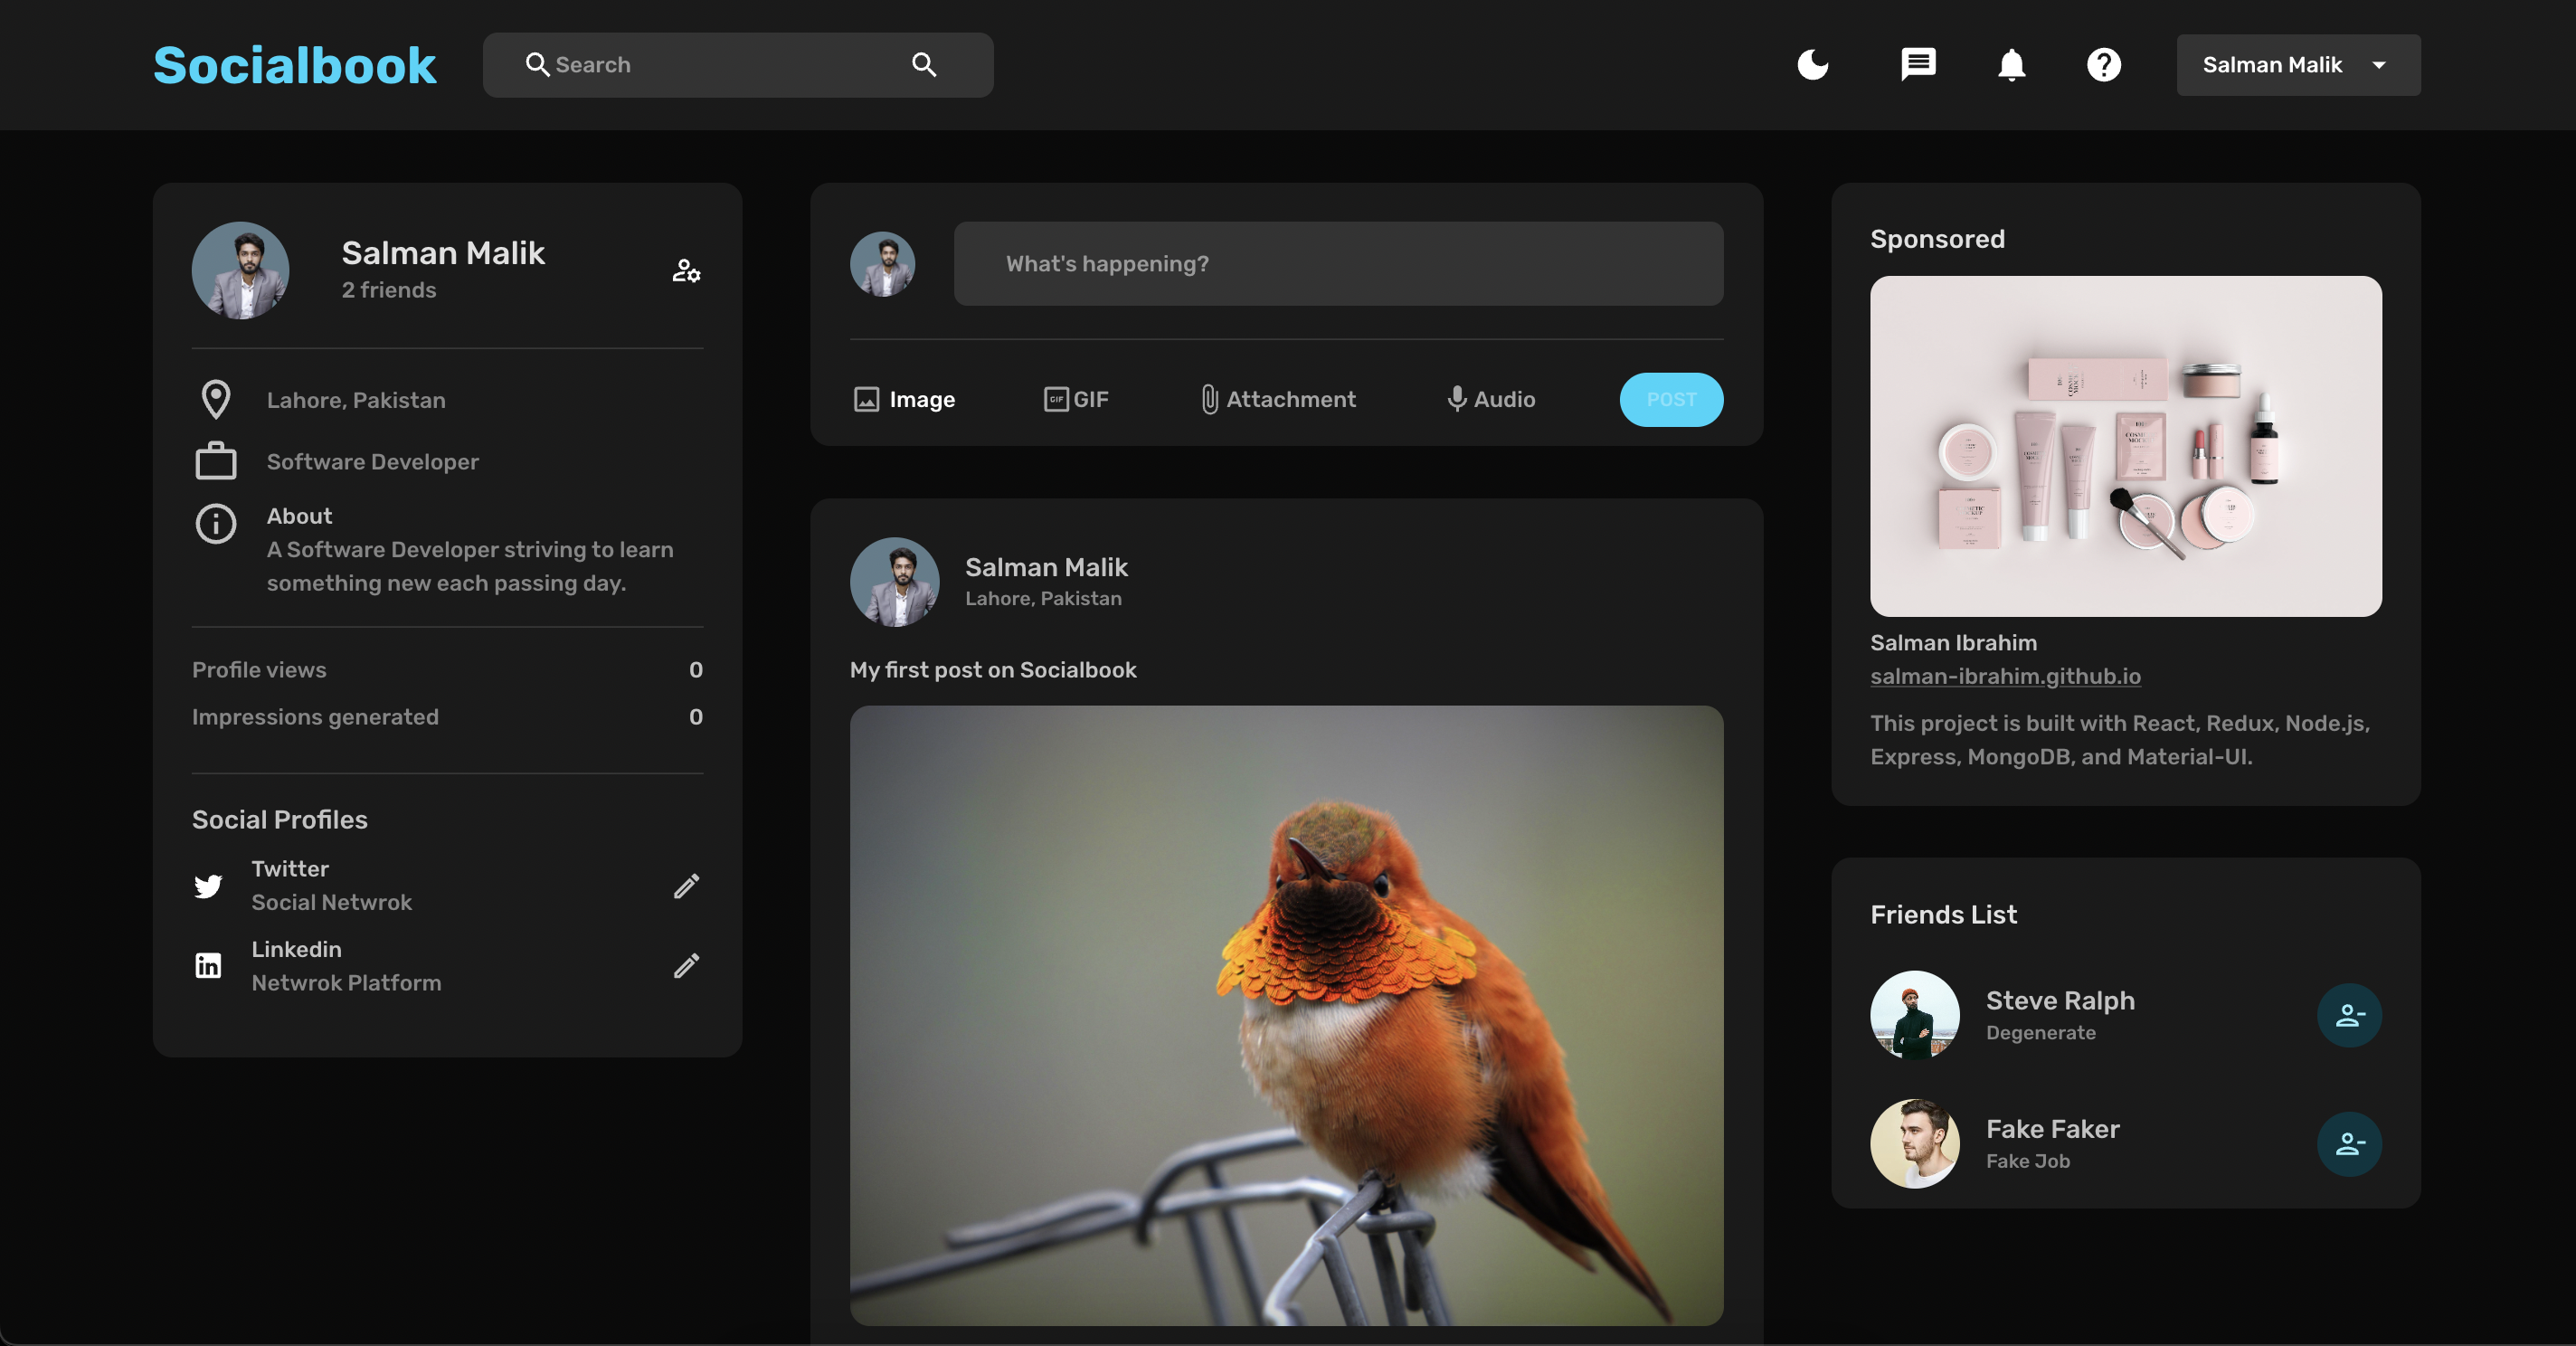 Socialbook
Search
Salman Malik
Salman Malik
2 friends
Lahore, Pakistan
Software Developer
About
A Software Developer striving to learn
something new each passing day.
Profile views 0
Impressions generated 0
Social Profiles
Twitter
Social Netwrok
Linkedin
Netwrok Platform
What's happening?
Image
GIF
GIF
Attachment
Audio
POST
Salman Malik
Lahore, Pakistan
My first post on Socialbook
Sponsored
Salman Ibrahim
salman-ibrahim.github.io
This project is built with React, Redux, Node.js,
Express, MongoDB, and Material-UI.
Friends List
Steve Ralph
Degenerate
Fake Faker
Fake Job